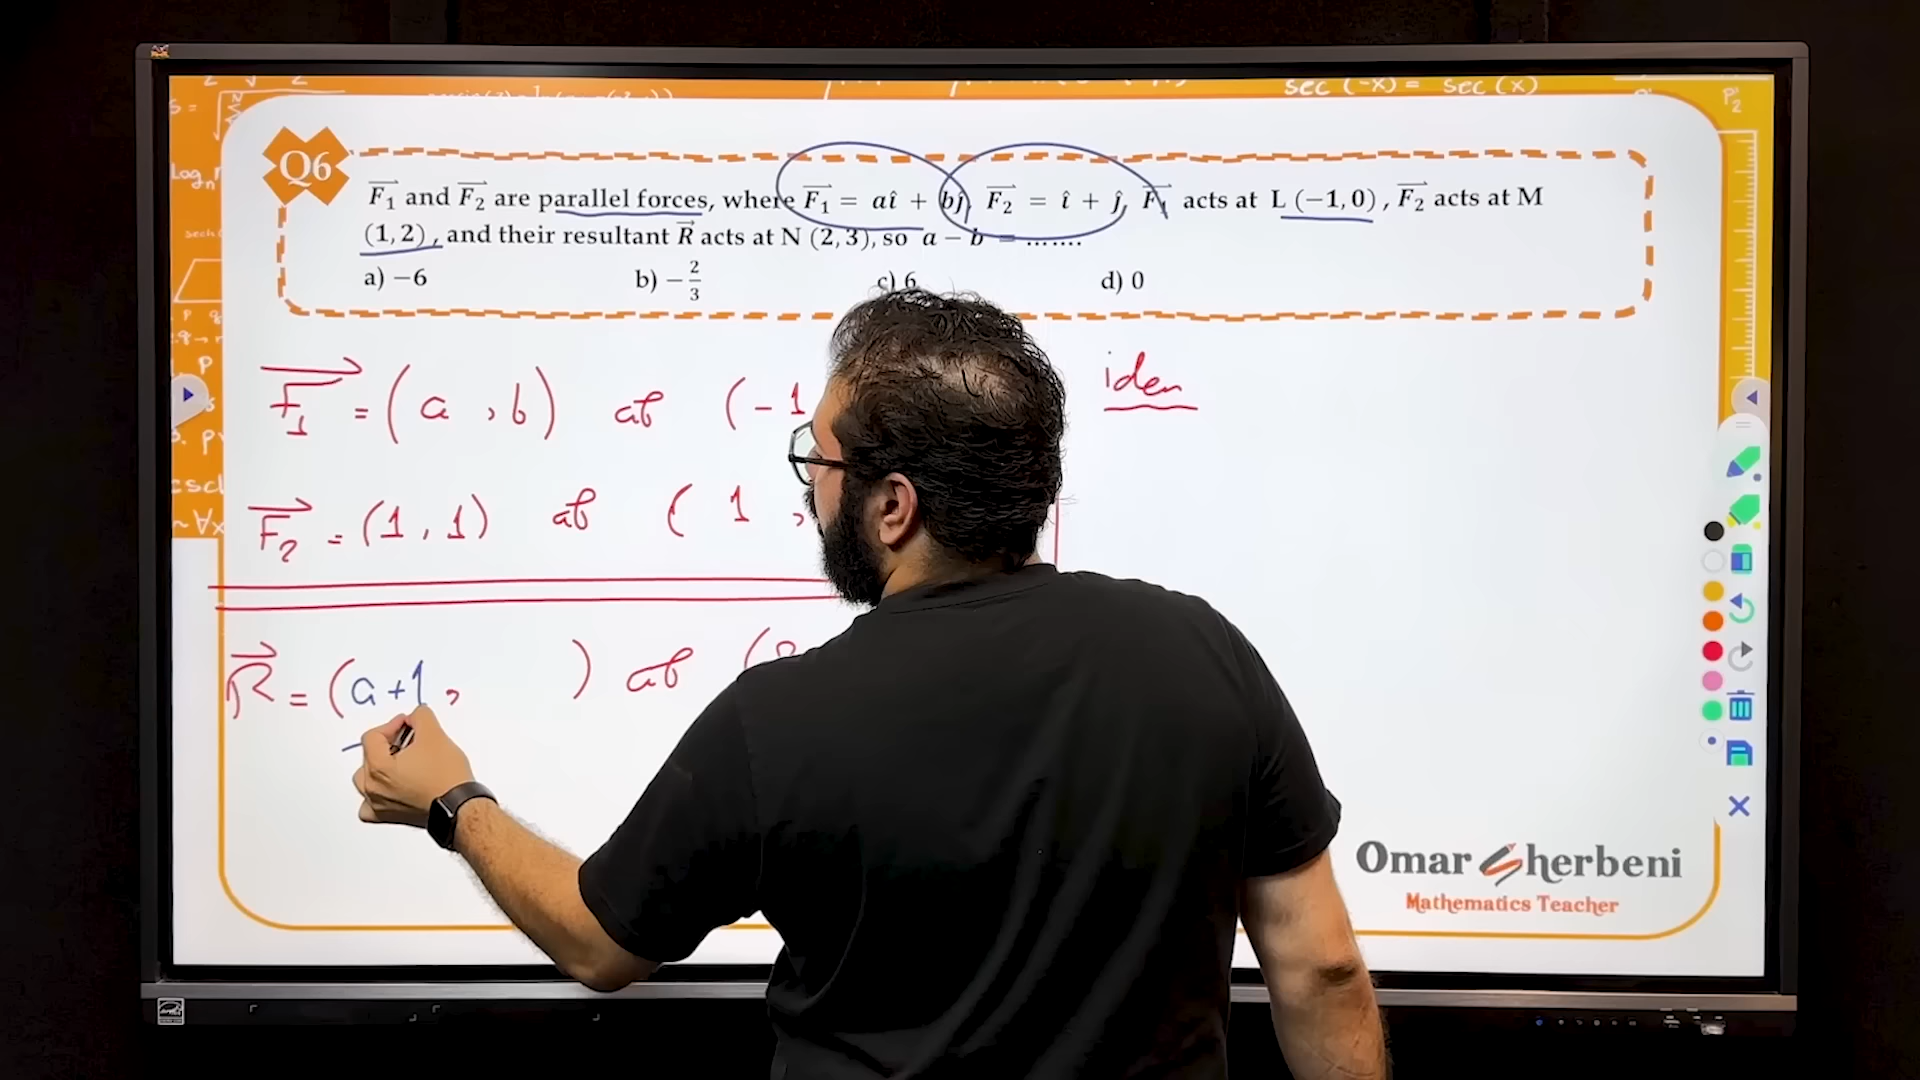 sec (-x) = sec (x)
P₂
S =
Logₙ
Q6
F₁ and F₂ are parallel forces, where F₁ = aî + bĵ, F₂ = î + ĵ, F₁ acts at L (−1,0), F₂ acts at M
(1,2), and their resultant R acts at N (2,3), so a − b = .......
a) −6 b) −2/3 c) 6 d) 0
F₁ = (a , b) at (-1
iden
F₂ = (1 , 1) at ( 1 ,
R = (a+1, ) at (
Omar Sherbeni
Mathematics Teacher